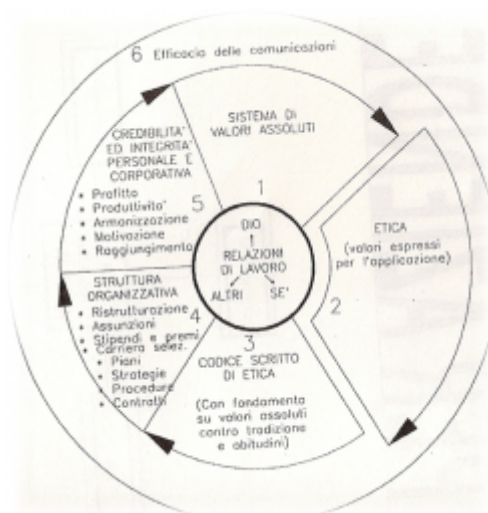 6 Efficacia delle comunicazioni
1
SISTEMA DI
VALORI ASSOLUTI
ETICA
(valori espressi
per l'applicazione)
2
3
CODICE SCRITTO
DI ETICA
(Con fondamento
su valori assoluti
contro tradizione
e abitudini)
4
STRUTTURA
ORGANIZZATIVA
• Ristrutturazione
• Assunzioni
• Stipendi e premi
• Carriera selez.
• Piani
• Strategie
• Procedure
• Contratti
5
CREDIBILITA'
ED INTEGRITA'
PERSONALE E
CORPORATIVA
• Profitto
• Produttivita'
• Armonizzazione
• Motivazione
• Raggiungimento
DIO
RELAZIONI
DI LAVORO
ALTRI SE'